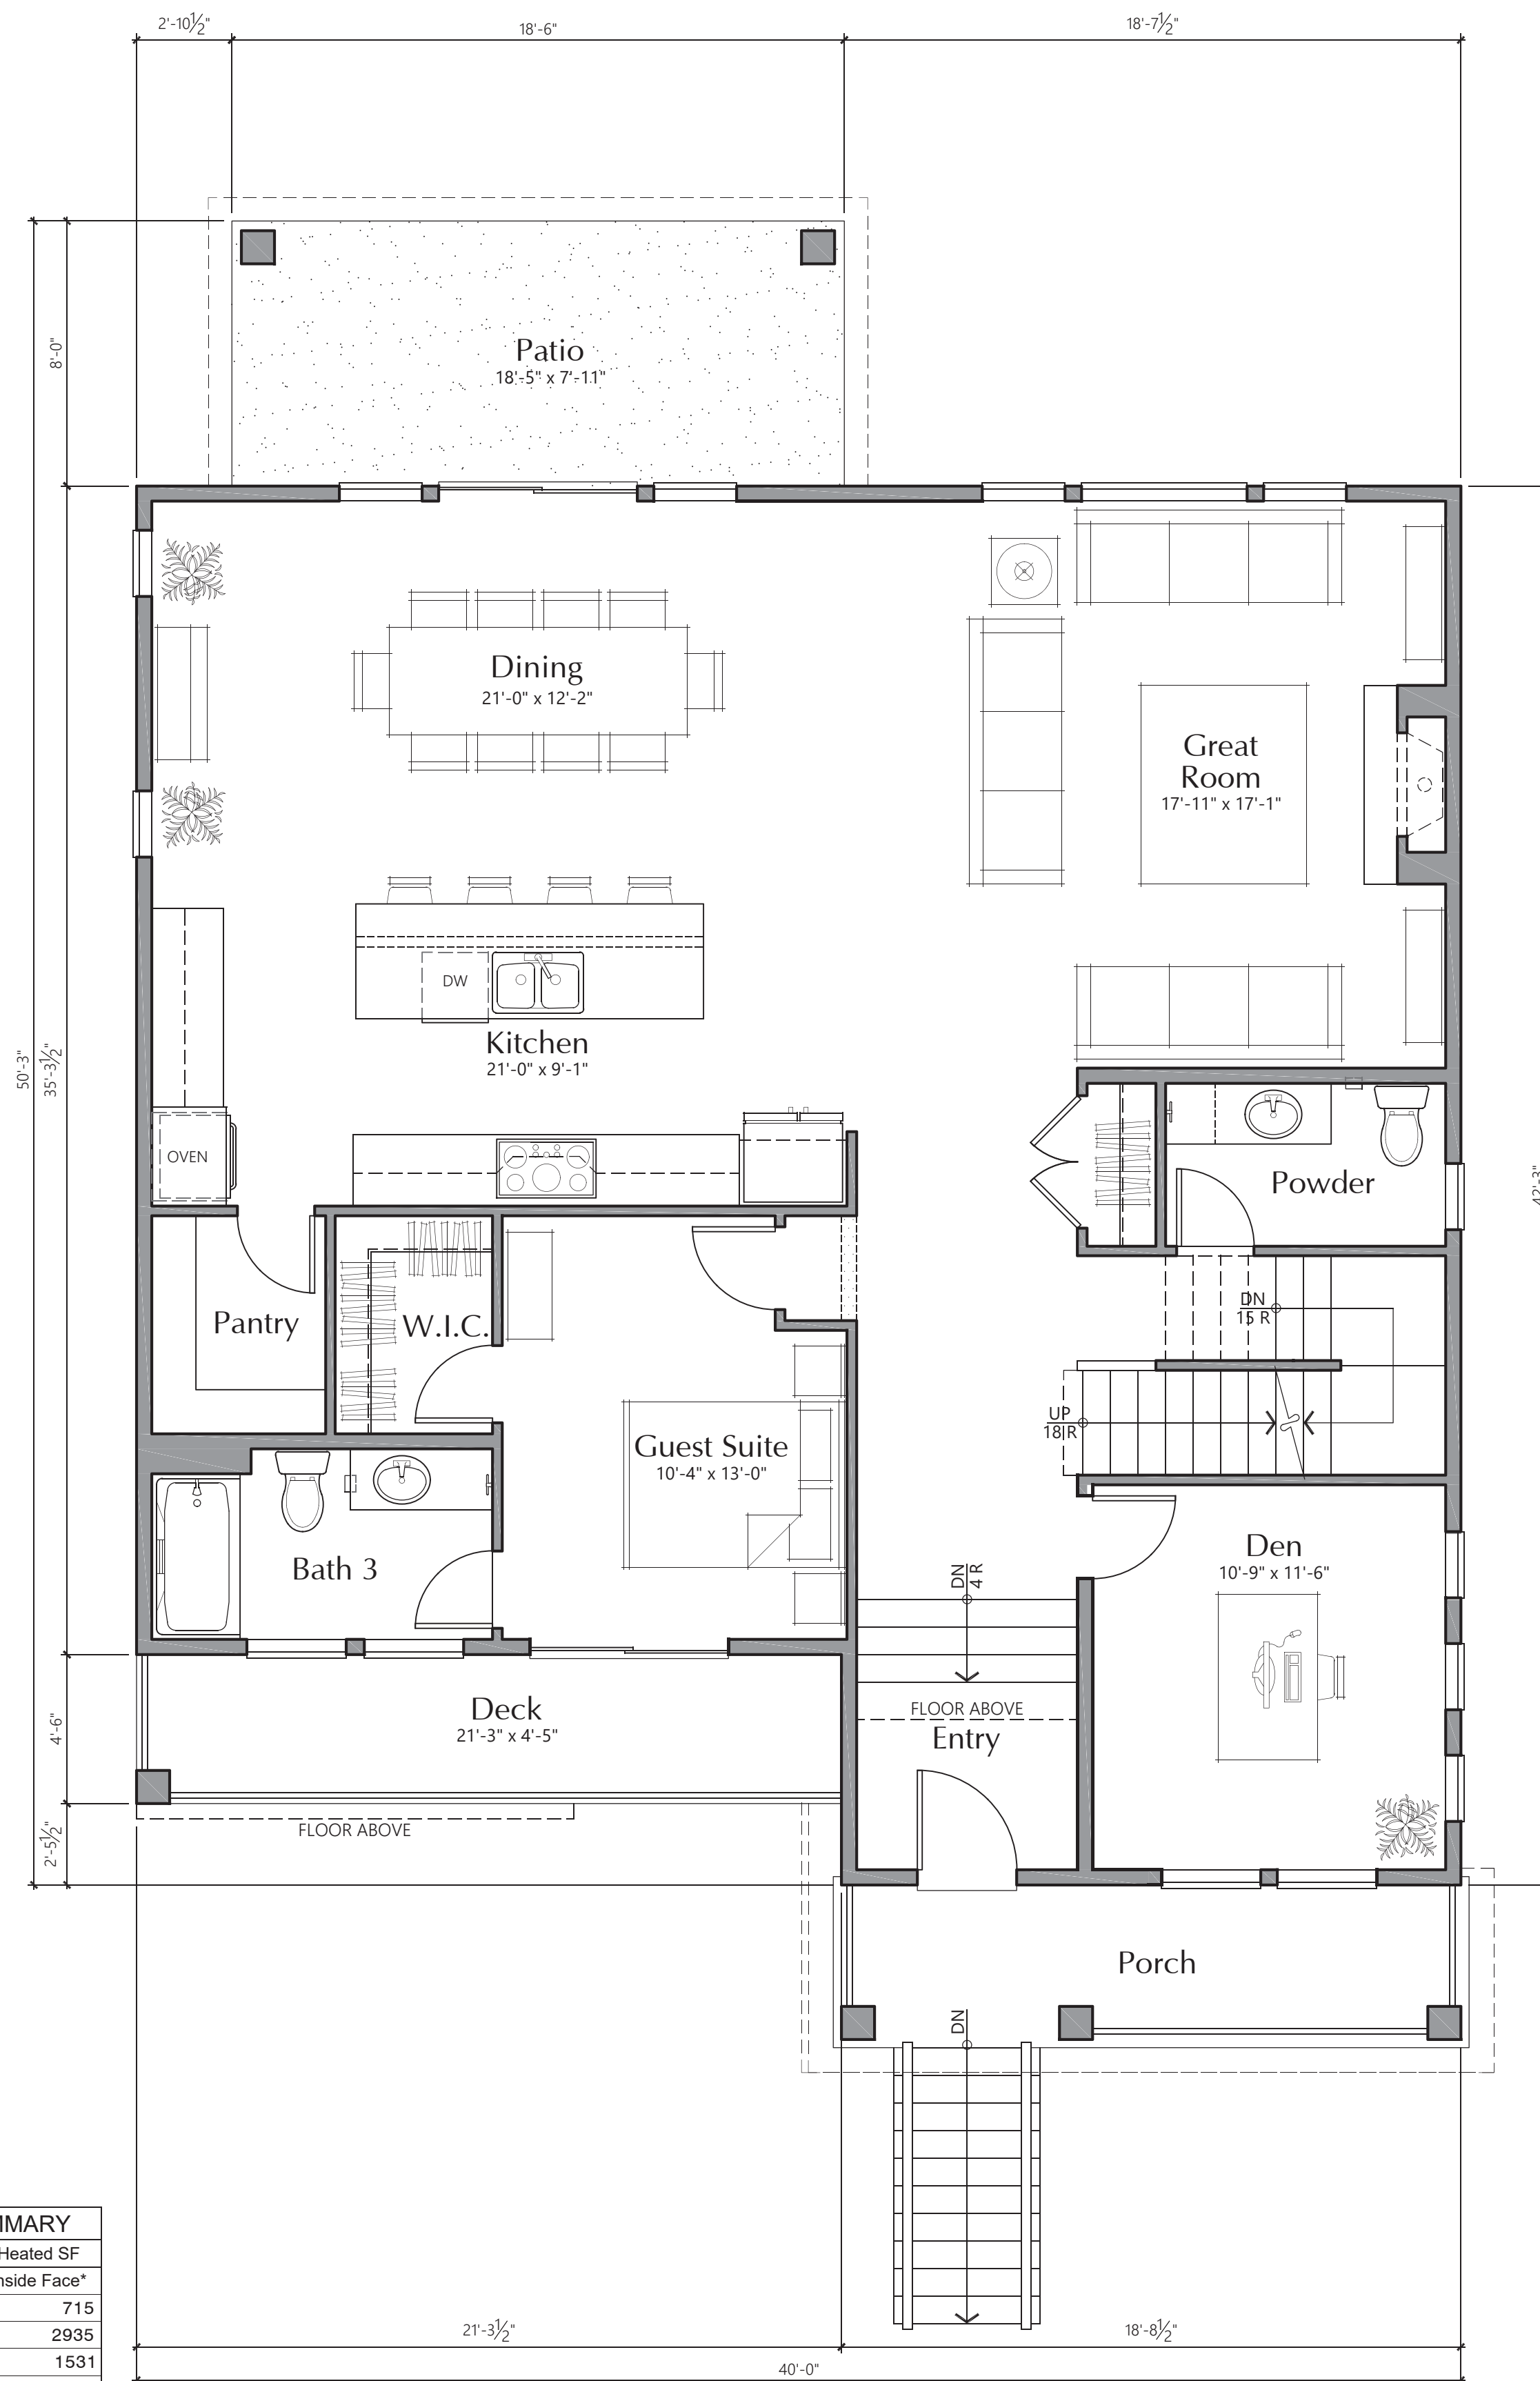 2'-10½"
18'-6"
18'-7½"
8'-0"
Patio
18'-5" x 7'-11"
Dining
21'-0" x 12'-2"
Great
Room
17'-11" x 17'-1"
DW
Kitchen
21'-0" x 9'-1"
50'-3"
35'-3½"
42'-3"
OVEN
Powder
Pantry
W.I.C.
DN
15 R
UP
18 R
Guest Suite
10'-4" x 13'-0"
Bath 3
Den
10'-9" x 11'-6"
DN
4 R
Deck
21'-3" x 4'-5"
FLOOR ABOVE
Entry
4'-6"
2'-5½"
FLOOR ABOVE
Porch
DN
MMARY
Heated SF
nside Face*
715
2935
1531
21'-3½"
18'-8½"
40'-0"